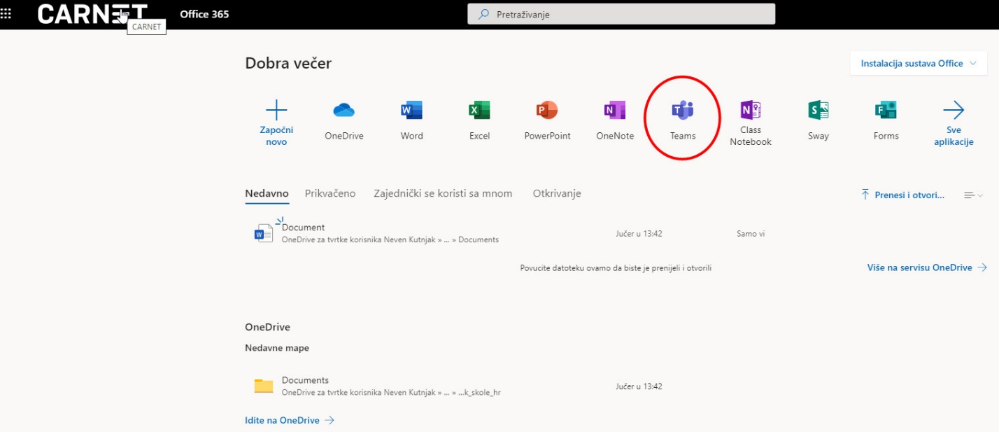 CARNET Office 365 Pretraživanje
CARNET
Dobra večer
Instalacija sustava Office
Započni novo
OneDrive
Word
Excel
PowerPoint
OneNote
Teams
Class Notebook
Sway
Forms
Sve aplikacije
Nedavno Prikvačeno Zajednički se koristi sa mnom Otkrivanje
Prenesi i otvori...
Document
OneDrive za tvrtke korisnika Neven Kutnjak » ... » Documents
Jučer u 13:42
Samo vi
Povucite datoteku ovamo da biste je prenijeli i otvorili
Više na servisu OneDrive
OneDrive
Nedavne mape
Documents
OneDrive za tvrtke korisnika Neven Kutnjak » ... » ...k_skole_hr
Jučer u 13:42
Idite na OneDrive